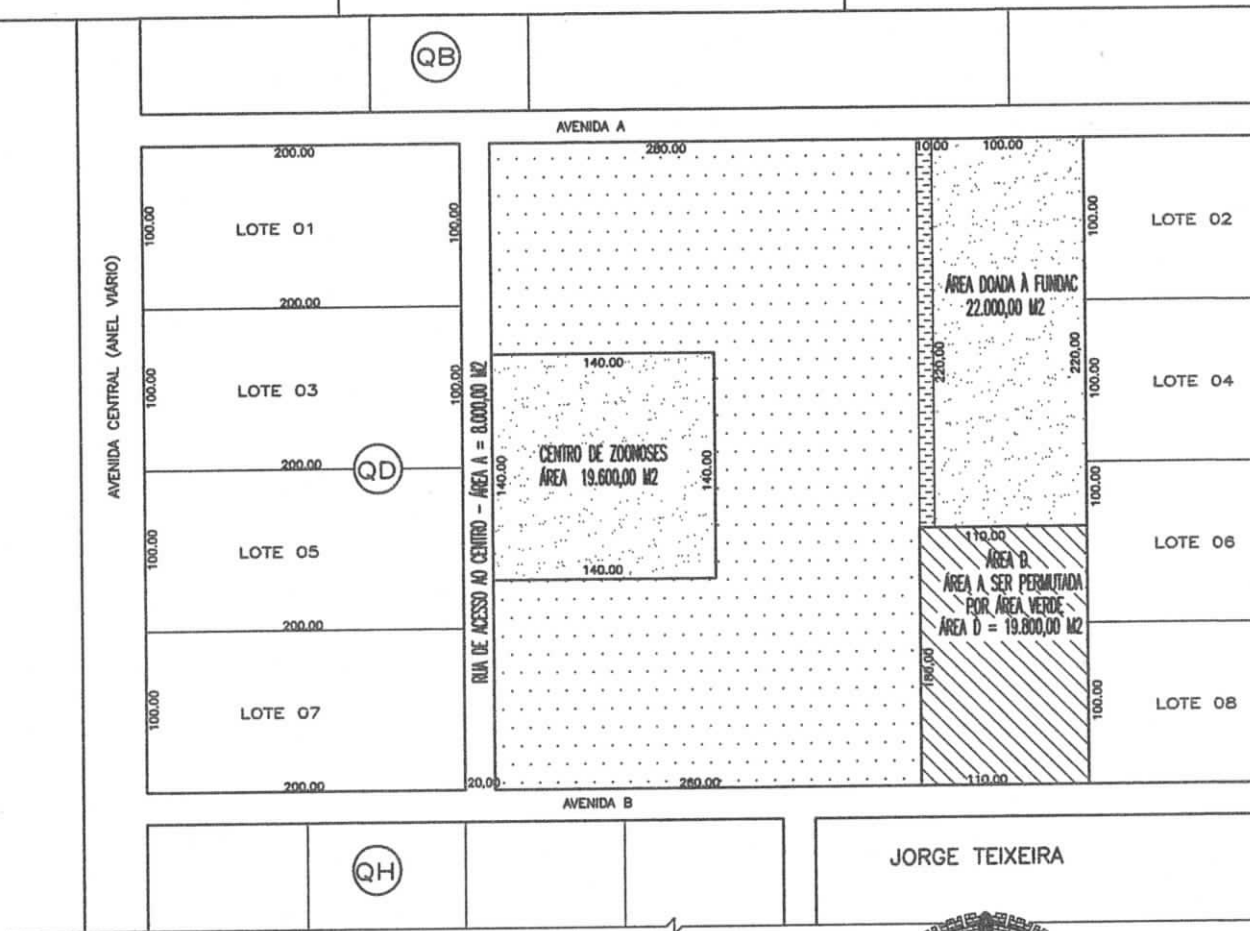 QB
AVENIDA A
200.00
280.00
10.00
100.00
100.00
100.00
100.00
LOTE 01
LOTE 02
ÁREA DOADA À FUNDAC
22.000,00 M2
AVENIDA CENTRAL (ANEL VIÁRIO)
200.00
100.00
100.00
LOTE 03
RUA DE ACESSO AO CENTRO - ÁREA A = 8.000,00 M2
140.00
220,00
220,00
100.00
LOTE 04
CENTRO DE ZOONOSES
ÁREA 19.600,00 M2
140.00
140.00
200.00
QD
100.00
100.00
LOTE 05
140.00
110.00
ÁREA D.
ÁREA A SER PERMUTADA
POR ÁREA VERDE
ÁREA D = 19.800,00 M2
LOTE 06
200.00
180,00
100.00
LOTE 07
100.00
LOTE 08
200.00
20,00
110.00
AVENIDA B
QH
JORGE TEIXEIRA